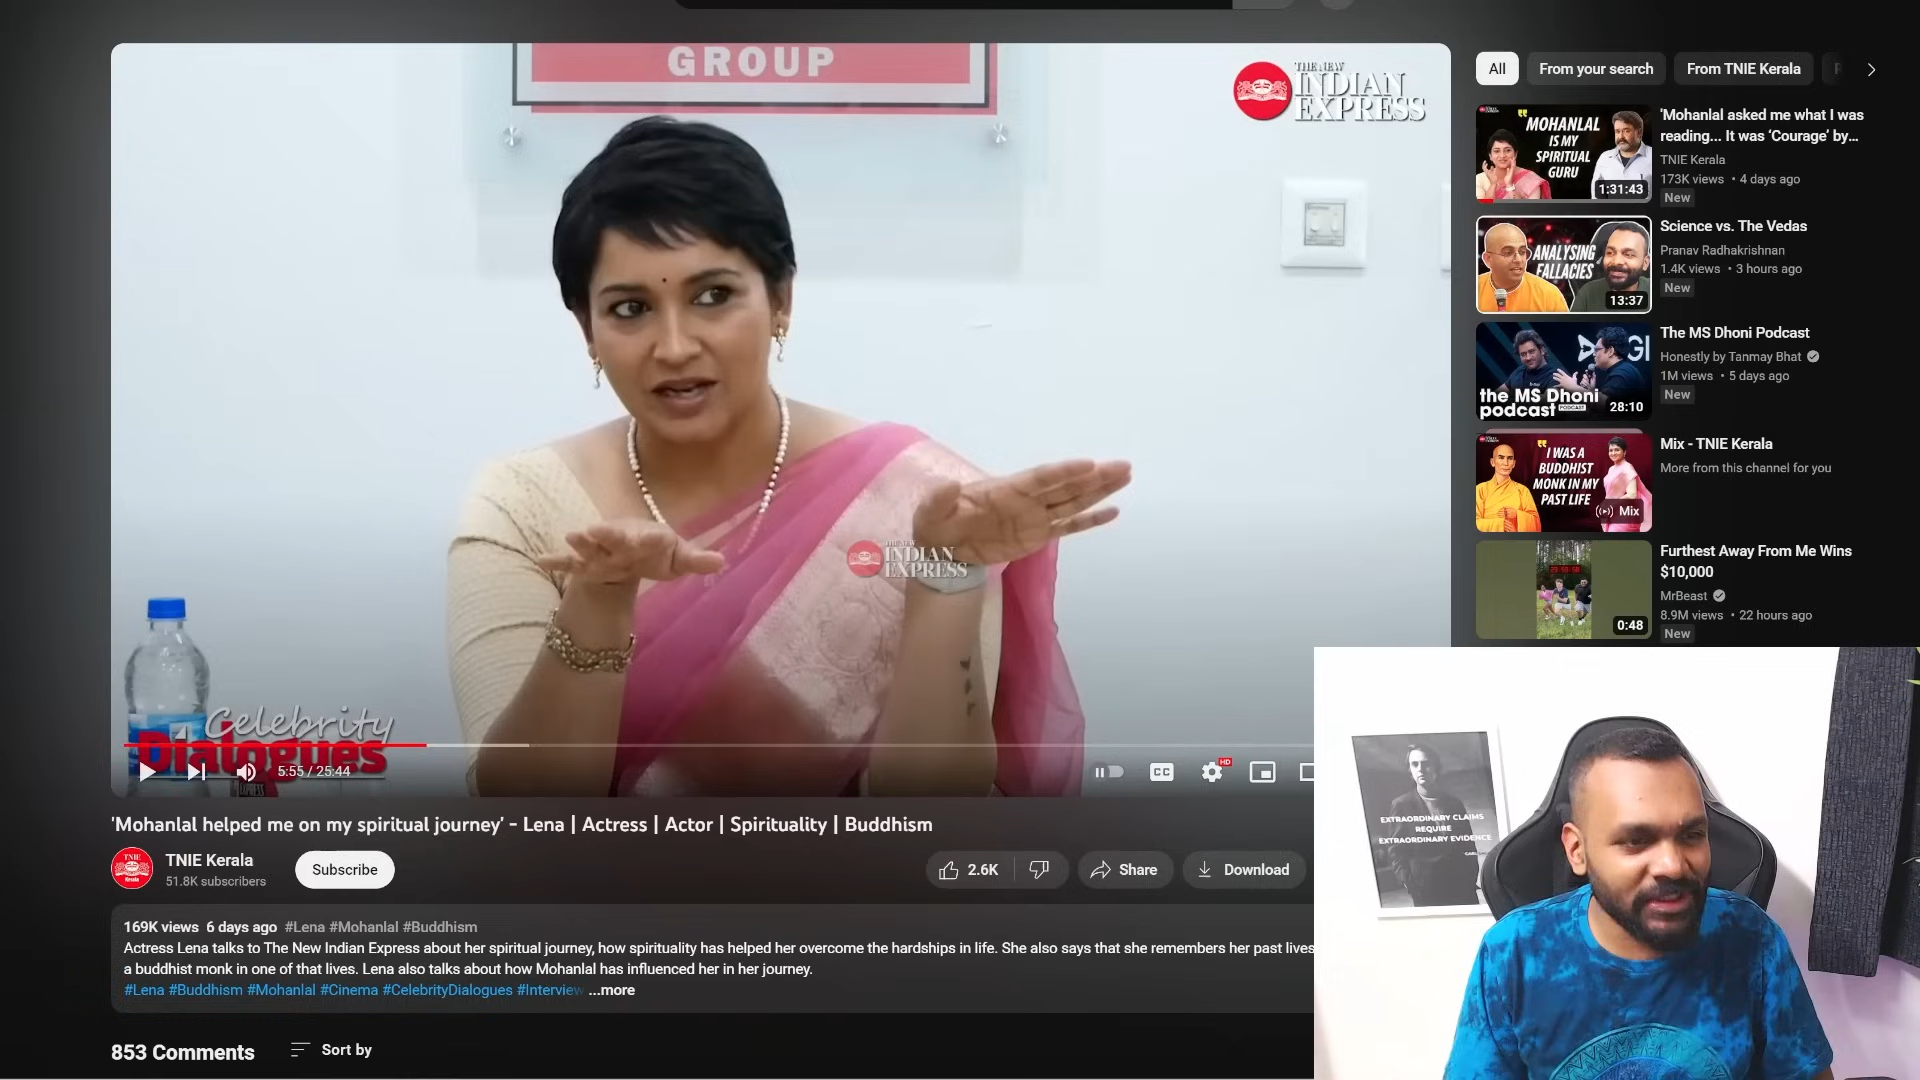 GROUP
THE NEW
INDIAN
EXPRESS
THE NEW
INDIAN
EXPRESS
Celebrity
Dialogues
5:55 / 25:44
CC
HD
'Mohanlal helped me on my spiritual journey' - Lena | Actress | Actor | Spirituality | Buddhism
TNIE
Kerala
TNIE Kerala
51.8K subscribers
Subscribe
2.6K
Share
Download
169K views 6 days ago #Lena #Mohanlal #Buddhism
Actress Lena talks to The New Indian Express about her spiritual journey, how spirituality has helped her overcome the hardships in life. She also says that she remembers her past lives
a buddhist monk in one of that lives. Lena also talks about how Mohanlal has influenced her in her journey.
#Lena #Buddhism #Mohanlal #Cinema #CelebrityDialogues #Interview ...more
853 Comments
Sort by
All
From your search
From TNIE Kerala
MOHANLAL
IS MY
SPIRITUAL
GURU
1:31:43
'Mohanlal asked me what I was
reading... It was ‘Courage’ by...
TNIE Kerala
173K views • 4 days ago
New
ANALYSING
FALLACIES
13:37
Science vs. The Vedas
Pranav Radhakrishnan
1.4K views • 3 hours ago
New
the MS Dhoni
podcast
28:10
The MS Dhoni Podcast
Honestly by Tanmay Bhat
1M views • 5 days ago
New
I WAS A
BUDDHIST
MONK IN MY
PAST LIFE
Mix
Mix - TNIE Kerala
More from this channel for you
0:48
Furthest Away From Me Wins
$10,000
MrBeast
8.9M views • 22 hours ago
New
EXTRAORDINARY CLAIMS
REQUIRE
EXTRAORDINARY EVIDENCE